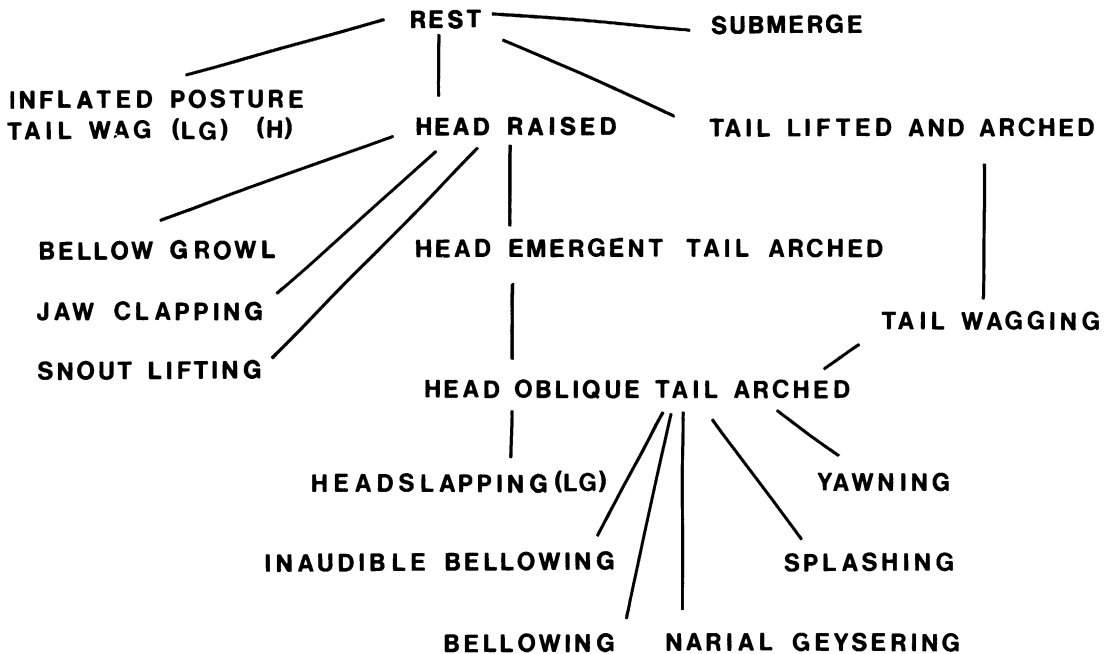 REST
SUBMERGE
INFLATED POSTURE
TAIL WAG (LG) (H)
HEAD RAISED
TAIL LIFTED AND ARCHED
BELLOW GROWL
HEAD EMERGENT TAIL ARCHED
JAW CLAPPING
TAIL WAGGING
SNOUT LIFTING
HEAD OBLIQUE TAIL ARCHED
HEADSLAPPING (LG)
YAWNING
INAUDIBLE BELLOWING
SPLASHING
BELLOWING
NARIAL GEYSERING